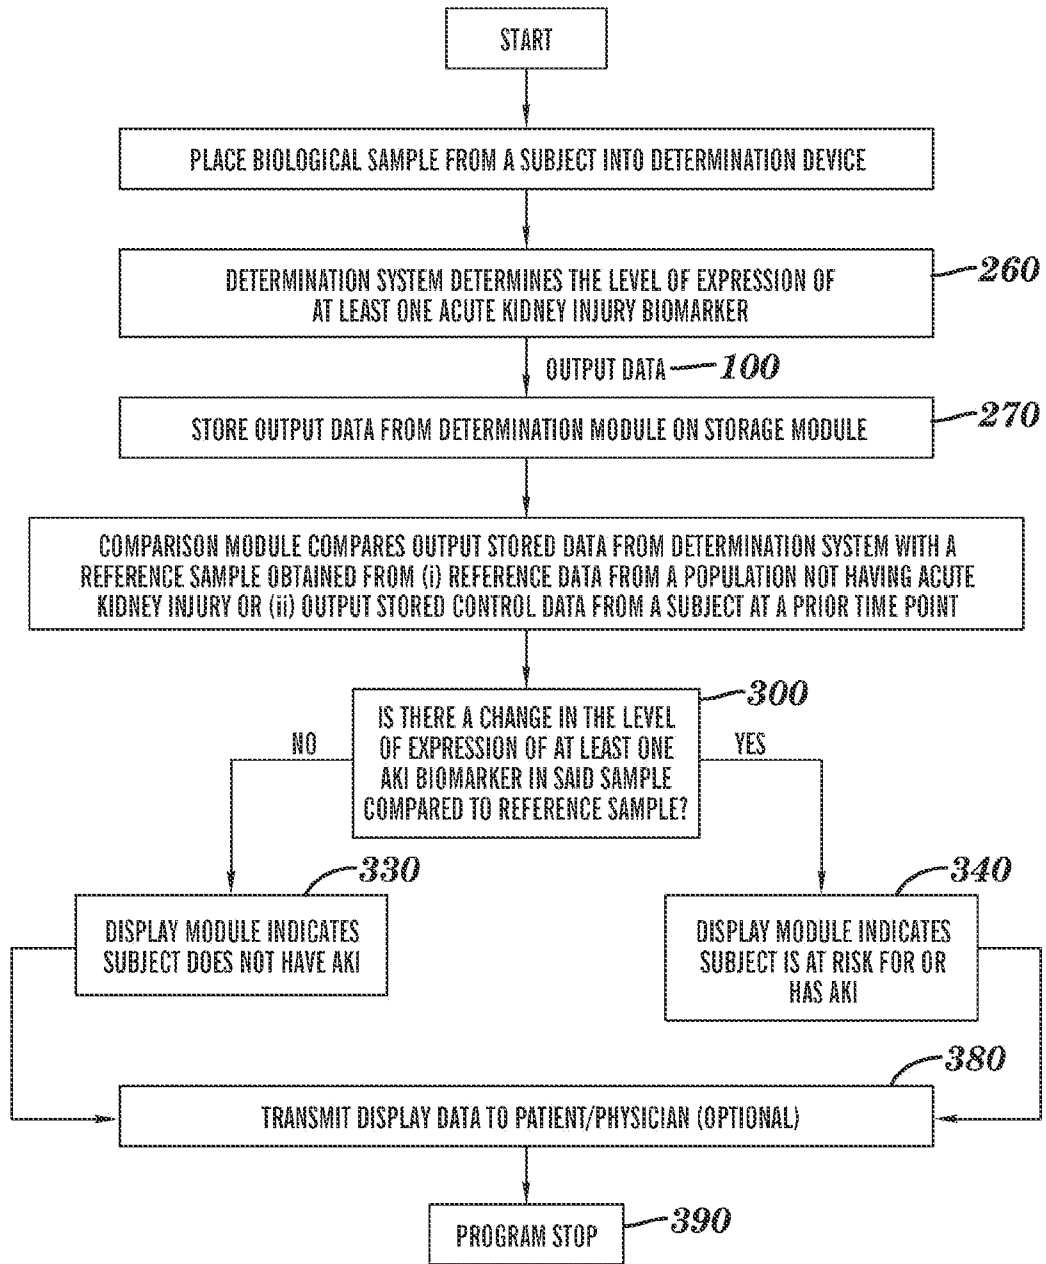 START
PLACE BIOLOGICAL SAMPLE FROM A SUBJECT INTO DETERMINATION DEVICE
DETERMINATION SYSTEM DETERMINES THE LEVEL OF EXPRESSION OF
AT LEAST ONE ACUTE KIDNEY INJURY BIOMARKER
260
OUTPUT DATA 100
STORE OUTPUT DATA FROM DETERMINATION MODULE ON STORAGE MODULE
270
COMPARISON MODULE COMPARES OUTPUT STORED DATA FROM DETERMINATION SYSTEM WITH A
REFERENCE SAMPLE OBTAINED FROM (i) REFERENCE DATA FROM A POPULATION NOT HAVING ACUTE
KIDNEY INJURY OR (ii) OUTPUT STORED CONTROL DATA FROM A SUBJECT AT A PRIOR TIME POINT
300
IS THERE A CHANGE IN THE LEVEL
OF EXPRESSION OF AT LEAST ONE
AKI BIOMARKER IN SAID SAMPLE
COMPARED TO REFERENCE SAMPLE?
NO
YES
330
DISPLAY MODULE INDICATES
SUBJECT DOES NOT HAVE AKI
340
DISPLAY MODULE INDICATES
SUBJECT IS AT RISK FOR OR
HAS AKI
380
TRANSMIT DISPLAY DATA TO PATIENT/PHYSICIAN (OPTIONAL)
PROGRAM STOP
390